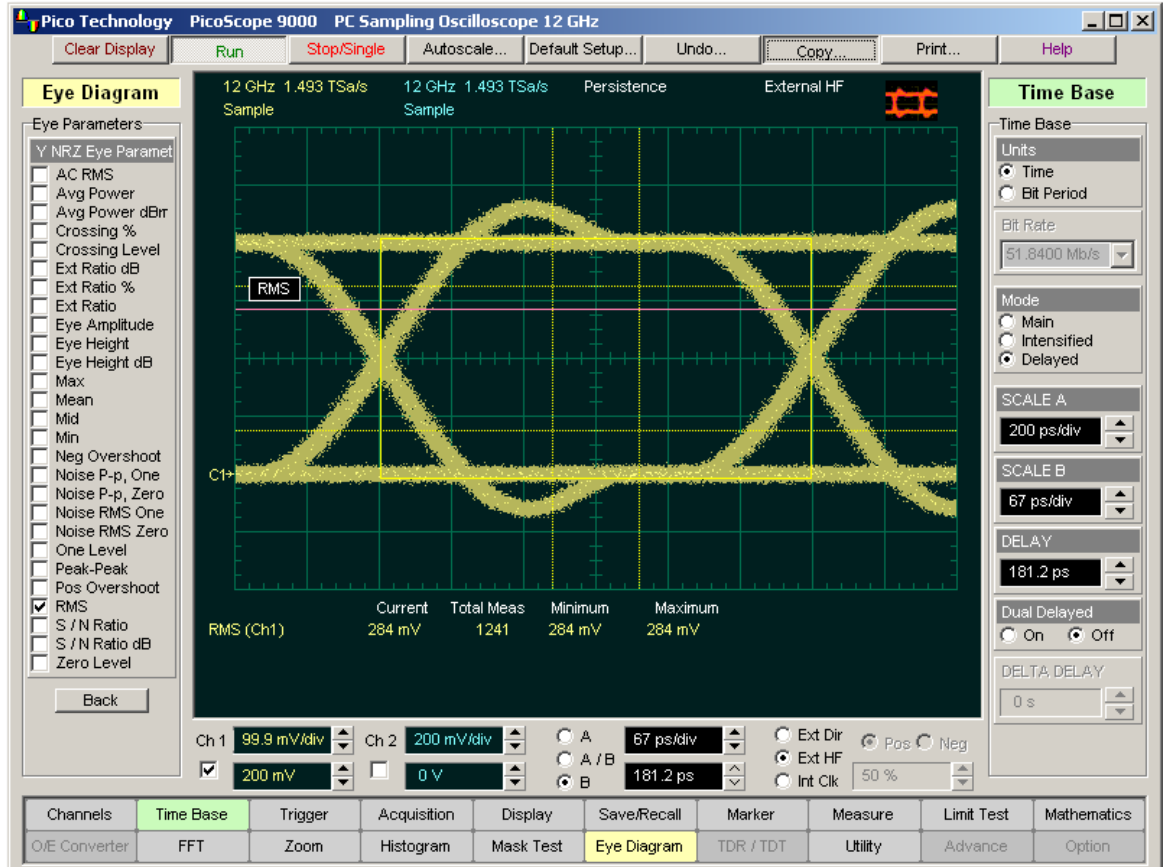 Pico Technology PicoScope 9000 PC Sampling Oscilloscope 12 GHz
Clear Display Run Stop/Single Autoscale... Default Setup... Undo... Copy.... Print... Help
Eye Diagram
Eye Parameters
Y NRZ Eye Paramet
AC RMS
Avg Power
Avg Power dBm
Crossing %
Crossing Level
Ext Ratio dB
Ext Ratio %
Ext Ratio
Eye Amplitude
Eye Height
Eye Height dB
Max
Mean
Mid
Min
Neg Overshoot
Noise P-p, One
Noise P-p, Zero
Noise RMS One
Noise RMS Zero
One Level
Peak-Peak
Pos Overshoot
RMS
S / N Ratio
S / N Ratio dB
Zero Level
Back
12 GHz 1.493 TSa/s 12 GHz 1.493 TSa/s Persistence External HF
Sample Sample
RMS
C1
Current Total Meas Minimum Maximum
RMS (Ch1) 284 mV 1241 284 mV 284 mV
Time Base
Time Base
Units
Time
Bit Period
Bit Rate
51.8400 Mb/s
Mode
Main
Intensified
Delayed
SCALE A
200 ps/div
SCALE B
67 ps/div
DELAY
181.2 ps
Dual Delayed
On Off
DELTA DELAY
0 s
Ch 1 99.9 mV/div Ch 2 200 mV/div A 67 ps/div Ext Dir Pos Neg
A / B Ext HF
200 mV 0 V B 181.2 ps Int Clk 50 %
Channels Time Base Trigger Acquisition Display Save/Recall Marker Measure Limit Test Mathematics
O/E Converter FFT Zoom Histogram Mask Test Eye Diagram TDR / TDT Utility Advance Option